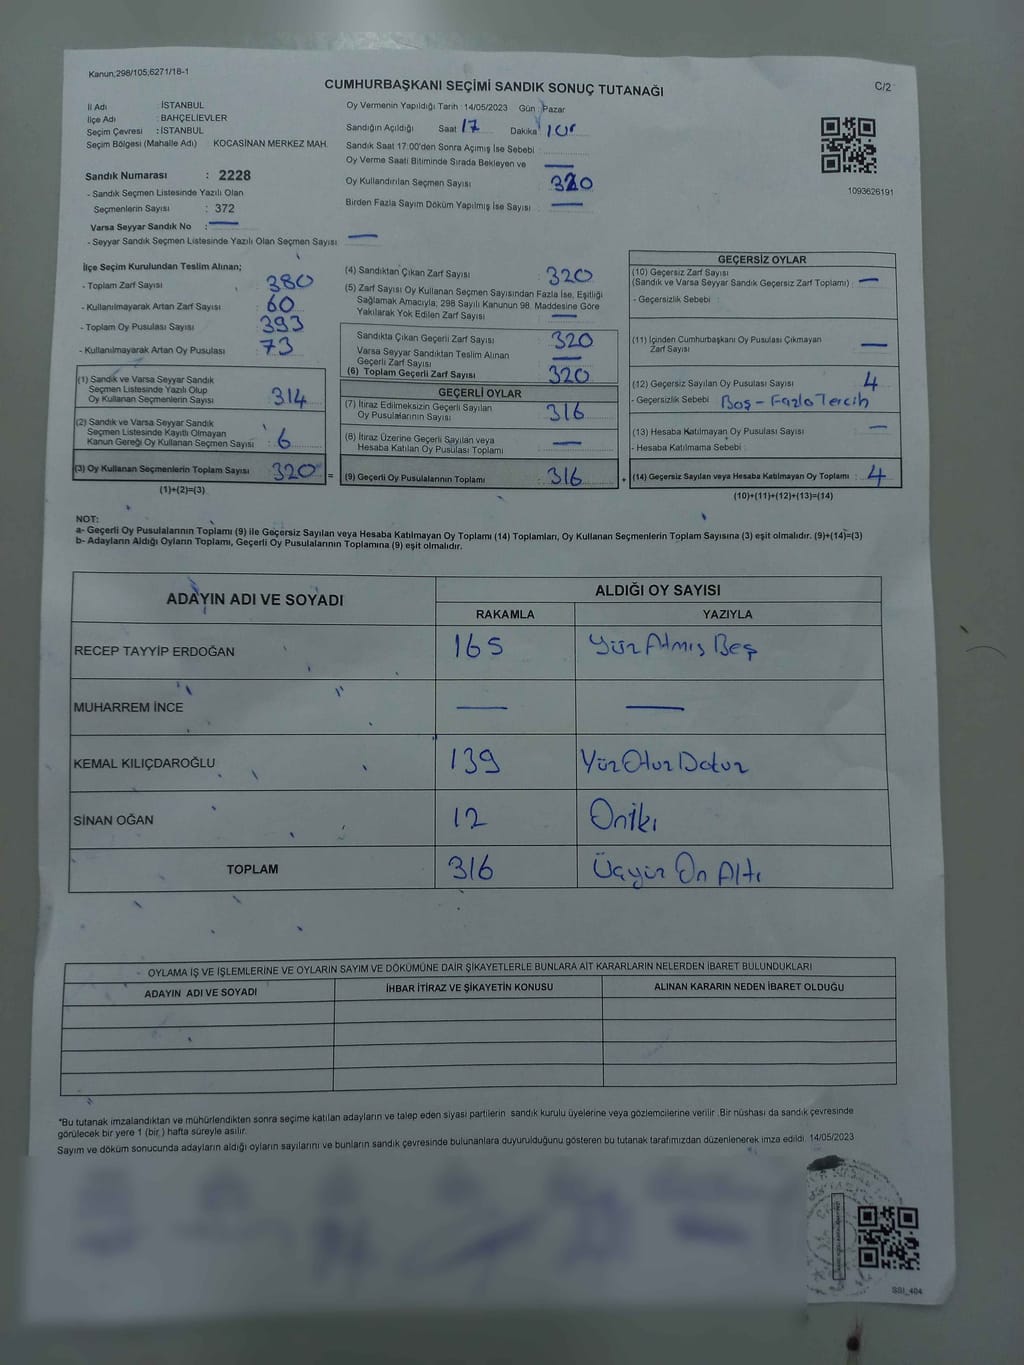 Kanun;298/105,6271/18-1
CUMHURBAŞKANI SEÇİMİ SANDIK SONUÇ TUTANAĞI
C/2
İl Adı : İSTANBUL
İlçe Adı : BAHÇELİEVLER
Seçim Çevresi : İSTANBUL
Seçim Bölgesi (Mahalle Adı) KOCASİNAN MERKEZ MAH.
Sandık Numarası : 2228
- Sandık Seçmen Listesinde Yazılı Olan
Seçmenlerin Sayısı : 372
Varsa Seyyar Sandık No : —
- Seyyar Sandık Seçmen Listesinde Yazılı Olan Seçmen Sayısı —
Oy Vermenin Yapıldığı Tarih : 14/05/2023 Gün : Pazar
Sandığın Açıldığı Saat 17 Dakika
Sandık Saat 17:00'den Sonra Açımış İse Sebebi :
Oy Verme Saati Bitiminde Sırada Bekleyen ve —
Oy Kullandırılan Seçmen Sayısı 320
Birden Fazla Sayım Döküm Yapılmış İse Sayısı : —
1093626191
İlçe Seçim Kurulundan Teslim Alınan;
- Toplam Zarf Sayısı : 380
- Kullanılmayarak Artan Zarf Sayısı : 60
- Toplam Oy Pusulası Sayısı : 393
- Kullanılmayarak Artan Oy Pusulası : 73
(1) Sandık ve Varsa Seyyar Sandık
Seçmen Listesinde Yazılı Olup
Oy Kullanan Seçmenlerin Sayısı : 314
(2) Sandık ve Varsa Seyyar Sandık
Seçmen Listesinde Kayıtlı Olmayan
Kanun Gereği Oy Kullanan Seçmen Sayısı : 6
(3) Oy Kullanan Seçmenlerin Toplam Sayısı : 320 =
(1)+(2)=(3)
(4) Sandıktan Çıkan Zarf Sayısı : 320
(5) Zarf Sayısı Oy Kullanan Seçmen Sayısından Fazla İse, Eşitliği
Sağlamak Amacıyla; 298 Sayılı Kanunun 98. Maddesine Göre
Yakılarak Yok Edilen Zarf Sayısı : —
Sandıkta Çıkan Geçerli Zarf Sayısı : 320
Varsa Seyyar Sandıktan Teslim Alınan
Geçerli Zarf Sayısı : —
(6) Toplam Geçerli Zarf Sayısı : 320
GEÇERLİ OYLAR
(7) İtiraz Edilmeksizin Geçerli Sayılan
Oy Pusulalarının Sayısı : 316
(8) İtiraz Üzerine Geçerli Sayılan veya
Hesaba Katılan Oy Pusulası Toplamı : —
(9) Geçerli Oy Pusulalarının Toplamı : 316 +
GEÇERSİZ OYLAR
(10) Geçersiz Zarf Sayısı
(Sandık ve Varsa Seyyar Sandık Geçersiz Zarf Toplamı) : —
- Geçersizlik Sebebi :
(11) İçinden Cumhurbaşkanı Oy Pusulası Çıkmayan
Zarf Sayısı : —
(12) Geçersiz Sayılan Oy Pusulası Sayısı : 4
- Geçersizlik Sebebi : Boş - Fazla Tercih
(13) Hesaba Katılmayan Oy Pusulası Sayısı : —
- Hesaba Katılmama Sebebi :
(14) Geçersiz Sayılan veya Hesaba Katılmayan Oy Toplamı : 4
(10)+(11)+(12)+(13)=(14)
NOT:
a- Geçerli Oy Pusulalarının Toplamı (9) ile Geçersiz Sayılan veya Hesaba Katılmayan Oy Toplamı (14) Toplamları, Oy Kullanan Seçmenlerin Toplam Sayısına (3) eşit olmalıdır. (9)+(14)=(3)
b- Adayların Aldığı Oyların Toplamı, Geçerli Oy Pusulalarının Toplamına (9) eşit olmalıdır.
ADAYIN ADI VE SOYADI ALDIĞI OY SAYISI
RAKAMLA YAZIYLA
RECEP TAYYİP ERDOĞAN 165 Yüz Atmış Beş
MUHARREM İNCE — —
KEMAL KILIÇDAROĞLU 139 Yüz Otuz Dokuz
SİNAN OĞAN 12 Oniki
TOPLAM 316 Üçyüz On Altı
OYLAMA İŞ VE İŞLEMLERİNE VE OYLARIN SAYIM VE DÖKÜMÜNE DAİR ŞİKAYETLERLE BUNLARA AİT KARARLARIN NELERDEN İBARET BULUNDUKLARI
ADAYIN ADI VE SOYADI İHBAR İTİRAZ VE ŞİKAYETİN KONUSU ALINAN KARARIN NEDEN İBARET OLDUĞU
*Bu tutanak imzalandıktan ve mühürlendikten sonra seçime katılan adayların ve talep eden siyasi partilerin sandık kurulu üyelerine veya gözlemcilerine verilir .Bir nüshası da sandık çevresinde
görülecek bir yere 1 (bir ) hafta süreyle asılır.
Sayım ve döküm sonucunda adayların aldığı oyların sayılarını ve bunların sandık çevresinde bulunanlara duyurulduğunu gösteren bu tutanak tarafımızdan düzenlenerek imza edildi. 14/05/2023
SSI_404